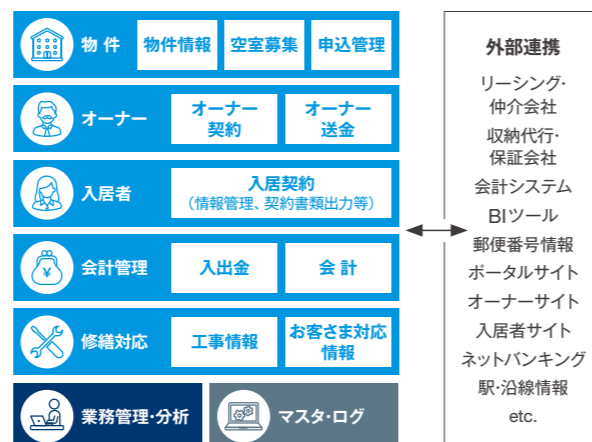 物件
物件情報
空室募集
申込管理
オーナー
オーナー
契約
オーナー
送金
入居者
入居契約
(情報管理、契約書類出力等)
会計管理
入出金
会計
修繕対応
工事情報
お客さま対応
情報
業務管理・分析
マスタ・ログ
外部連携
リーシング・
仲介会社
収納代行・
保証会社
会計システム
BIツール
郵便番号情報
ポータルサイト
オーナーサイト
入居者サイト
ネットバンキング
駅・沿線情報
etc.
¥